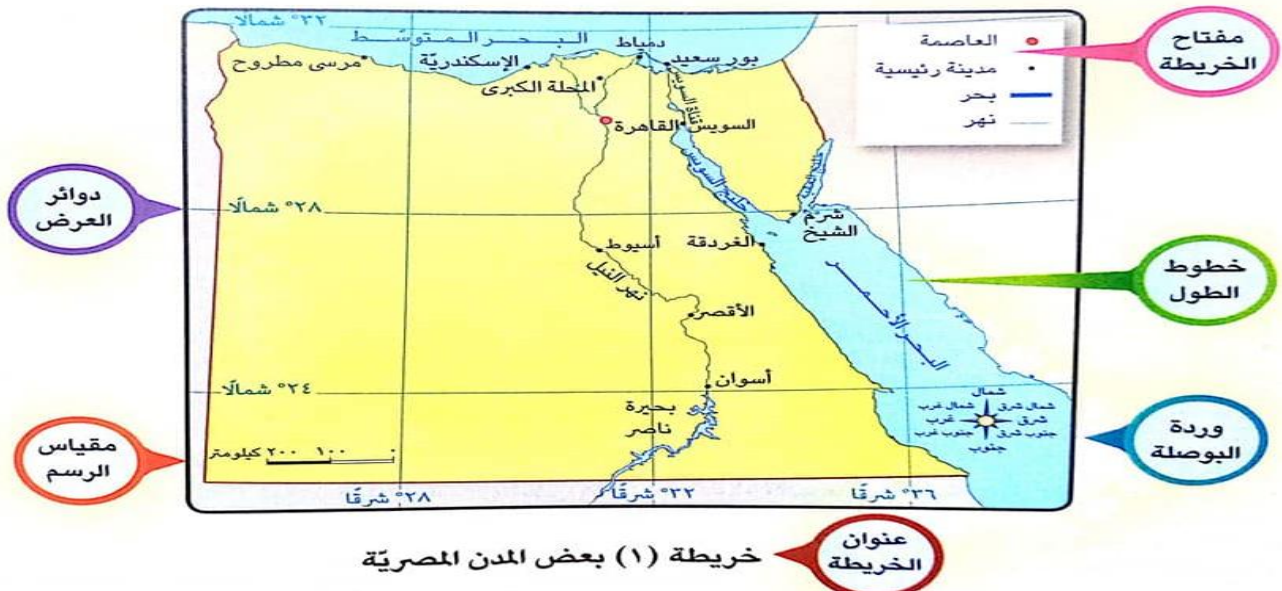 مفتاح
الخريطة
العاصمة
مدينة رئيسية
بحر
نهر
٣٢° شمالًا
البحر المتوسّط
مرسى مطروح
الإسكندريّة
دمياط
بور سعيد
المحلة الكبرى
قناة السويس
القاهرة
السويس
خليج السويس
خليج العقبة
دوائر
العرض
٢٨° شمالًا
شرم
الشيخ
الغردقة
أسيوط
نهر النيل
خطوط
الطول
البحر الأحمر
الأقصر
أسوان
٢٤° شمالًا
بحيرة
ناصر
شمال
شمال غرب
شمال شرق
غرب
شرق
جنوب غرب
جنوب شرق
جنوب
وردة
البوصلة
مقياس
الرسم
٠ ١٠٠ ٢٠٠ كيلومتر
٢٨° شرقًا
٣٢° شرقًا
٣٦° شرقًا
عنوان
الخريطة
خريطة (١) بعض المدن المصريّة